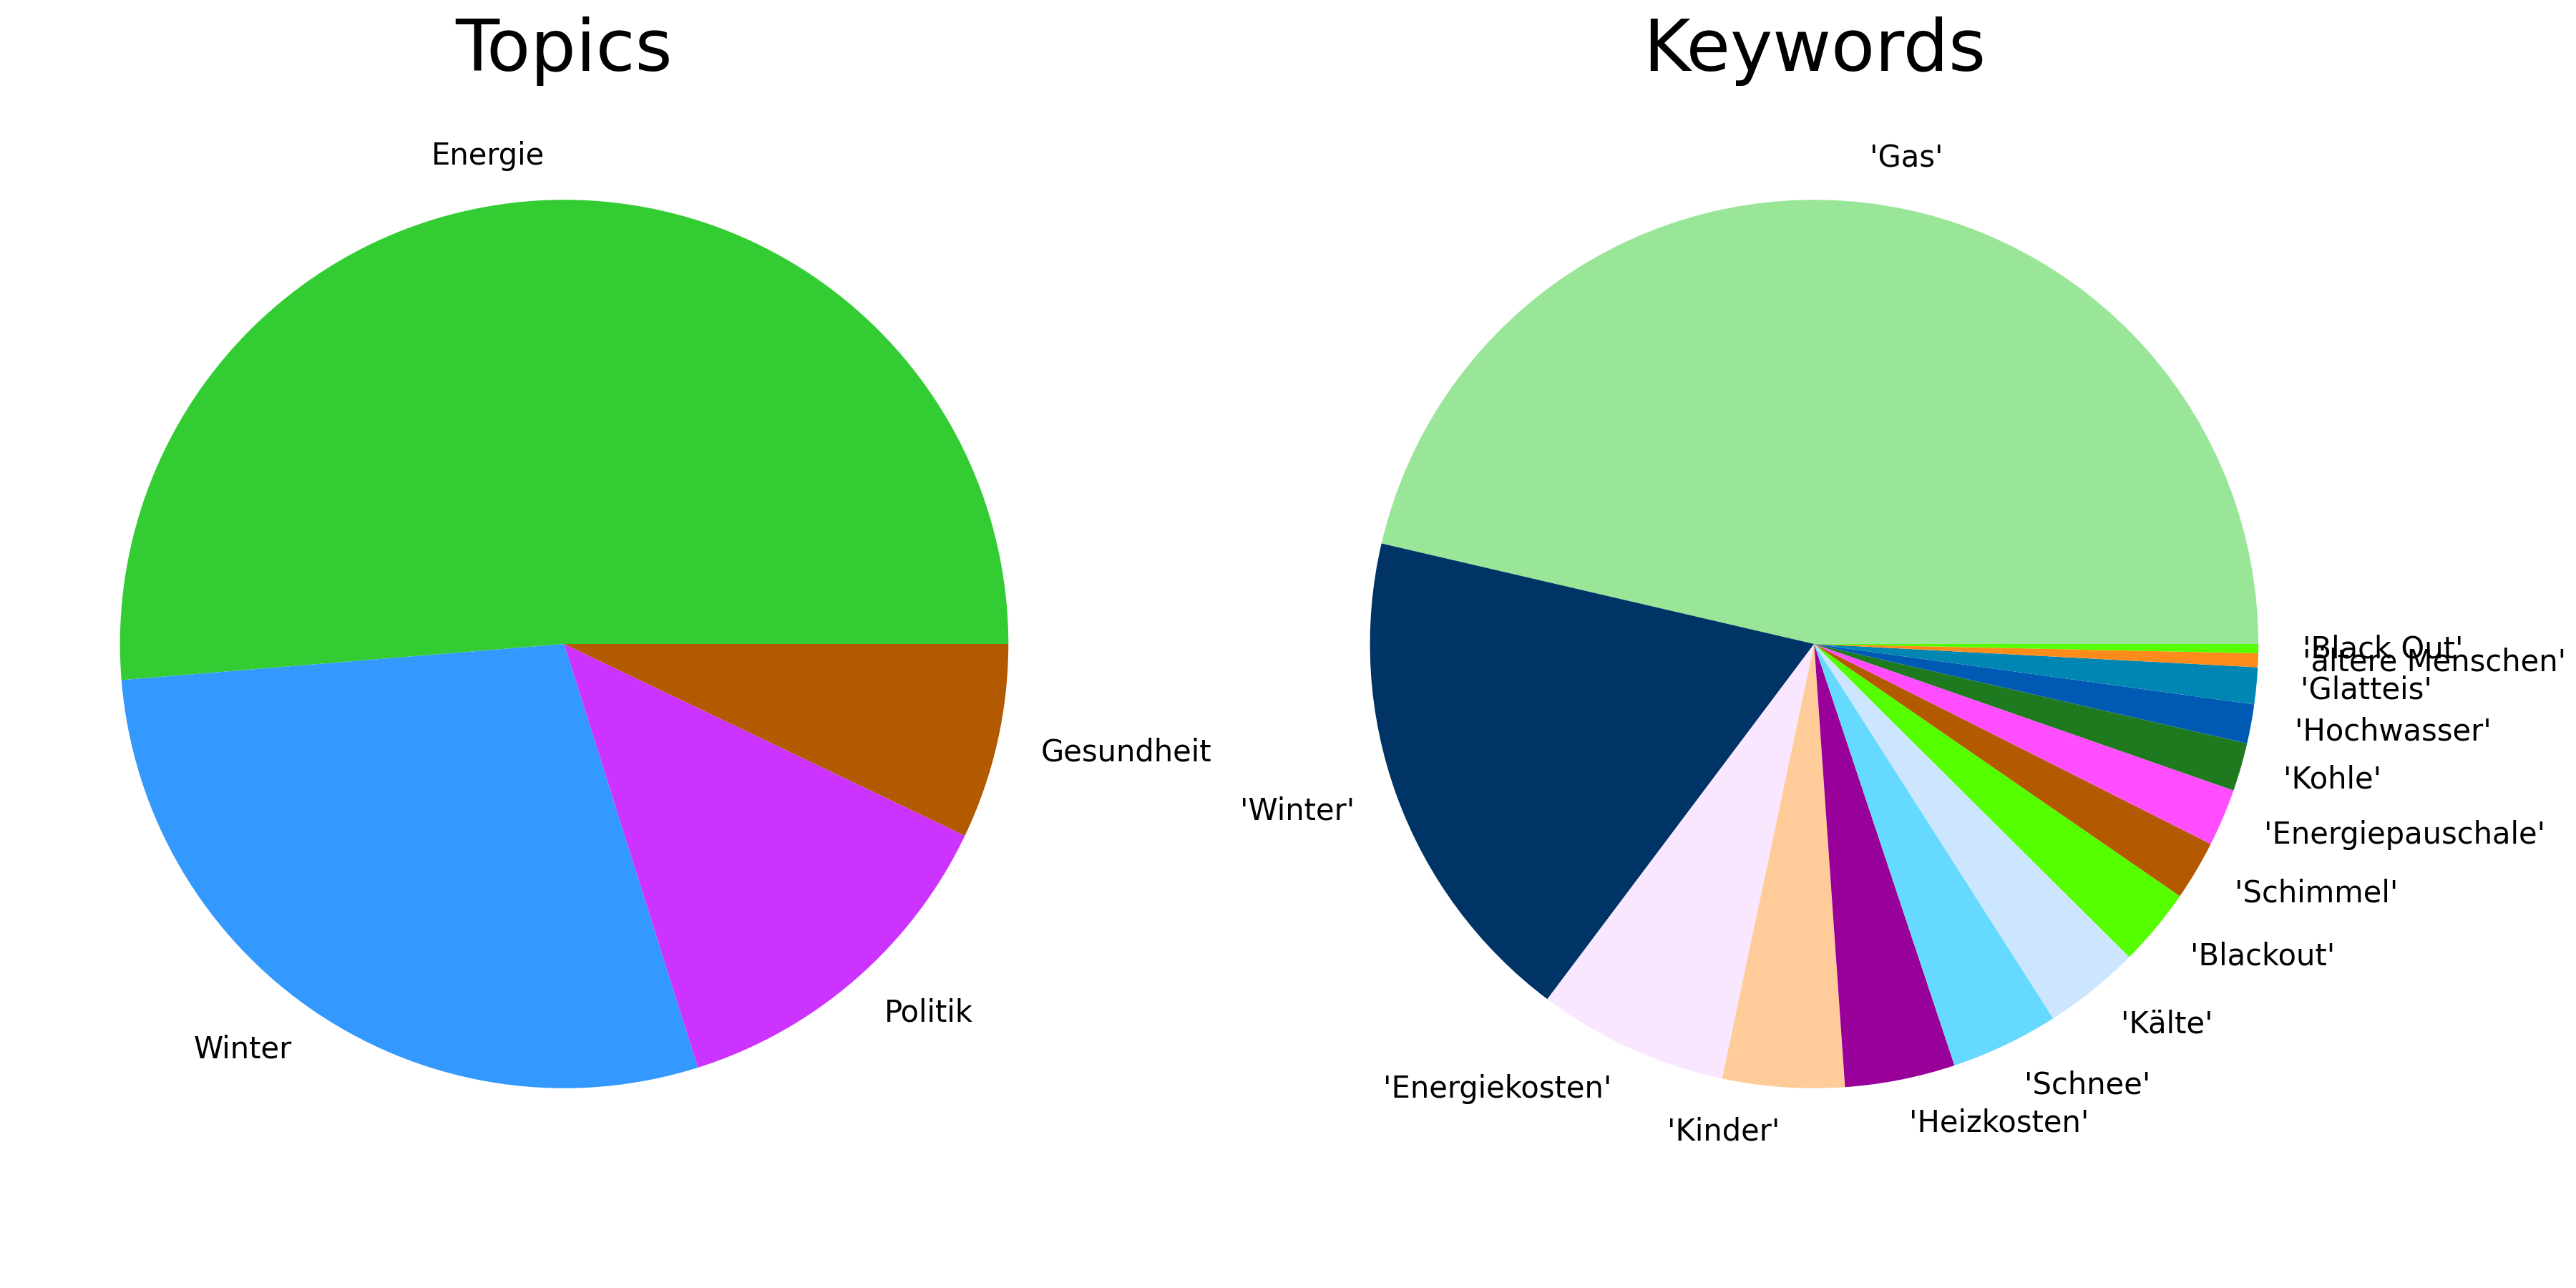 Topics
Energie
Gesundheit
Politik
Winter
Keywords
'Gas'
'Black Out'
'ältere Menschen'
'Glatteis'
'Hochwasser'
'Kohle'
'Energiepauschale'
'Schimmel'
'Blackout'
'Kälte'
'Schnee'
'Heizkosten'
'Kinder'
'Energiekosten'
'Winter'